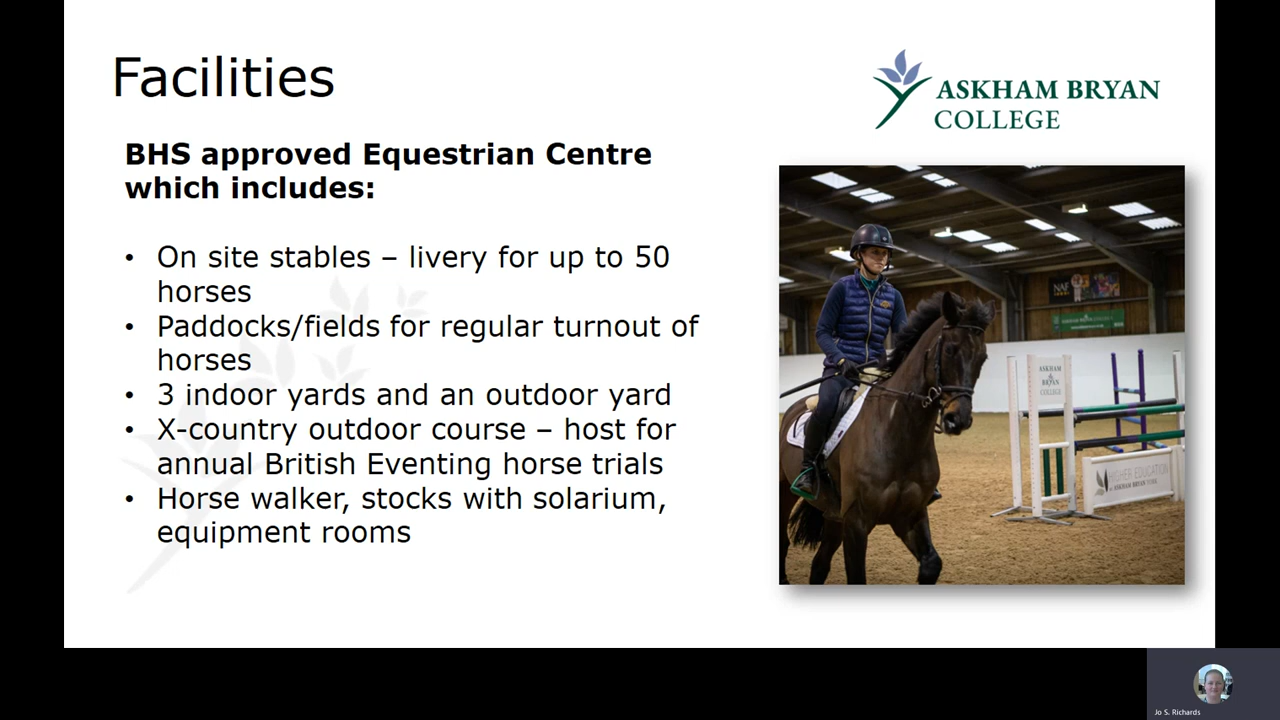 Facilities
ASKHAM BRYAN
COLLEGE
BHS approved Equestrian Centre
which includes:
• On site stables – livery for up to 50
horses
• Paddocks/fields for regular turnout of
horses
• 3 indoor yards and an outdoor yard
• X-country outdoor course – host for
annual British Eventing horse trials
• Horse walker, stocks with solarium,
equipment rooms
NAF
ASKHAM
BRYAN
COLLEGE
HIGHER EDUCATION
Jo S. Richards